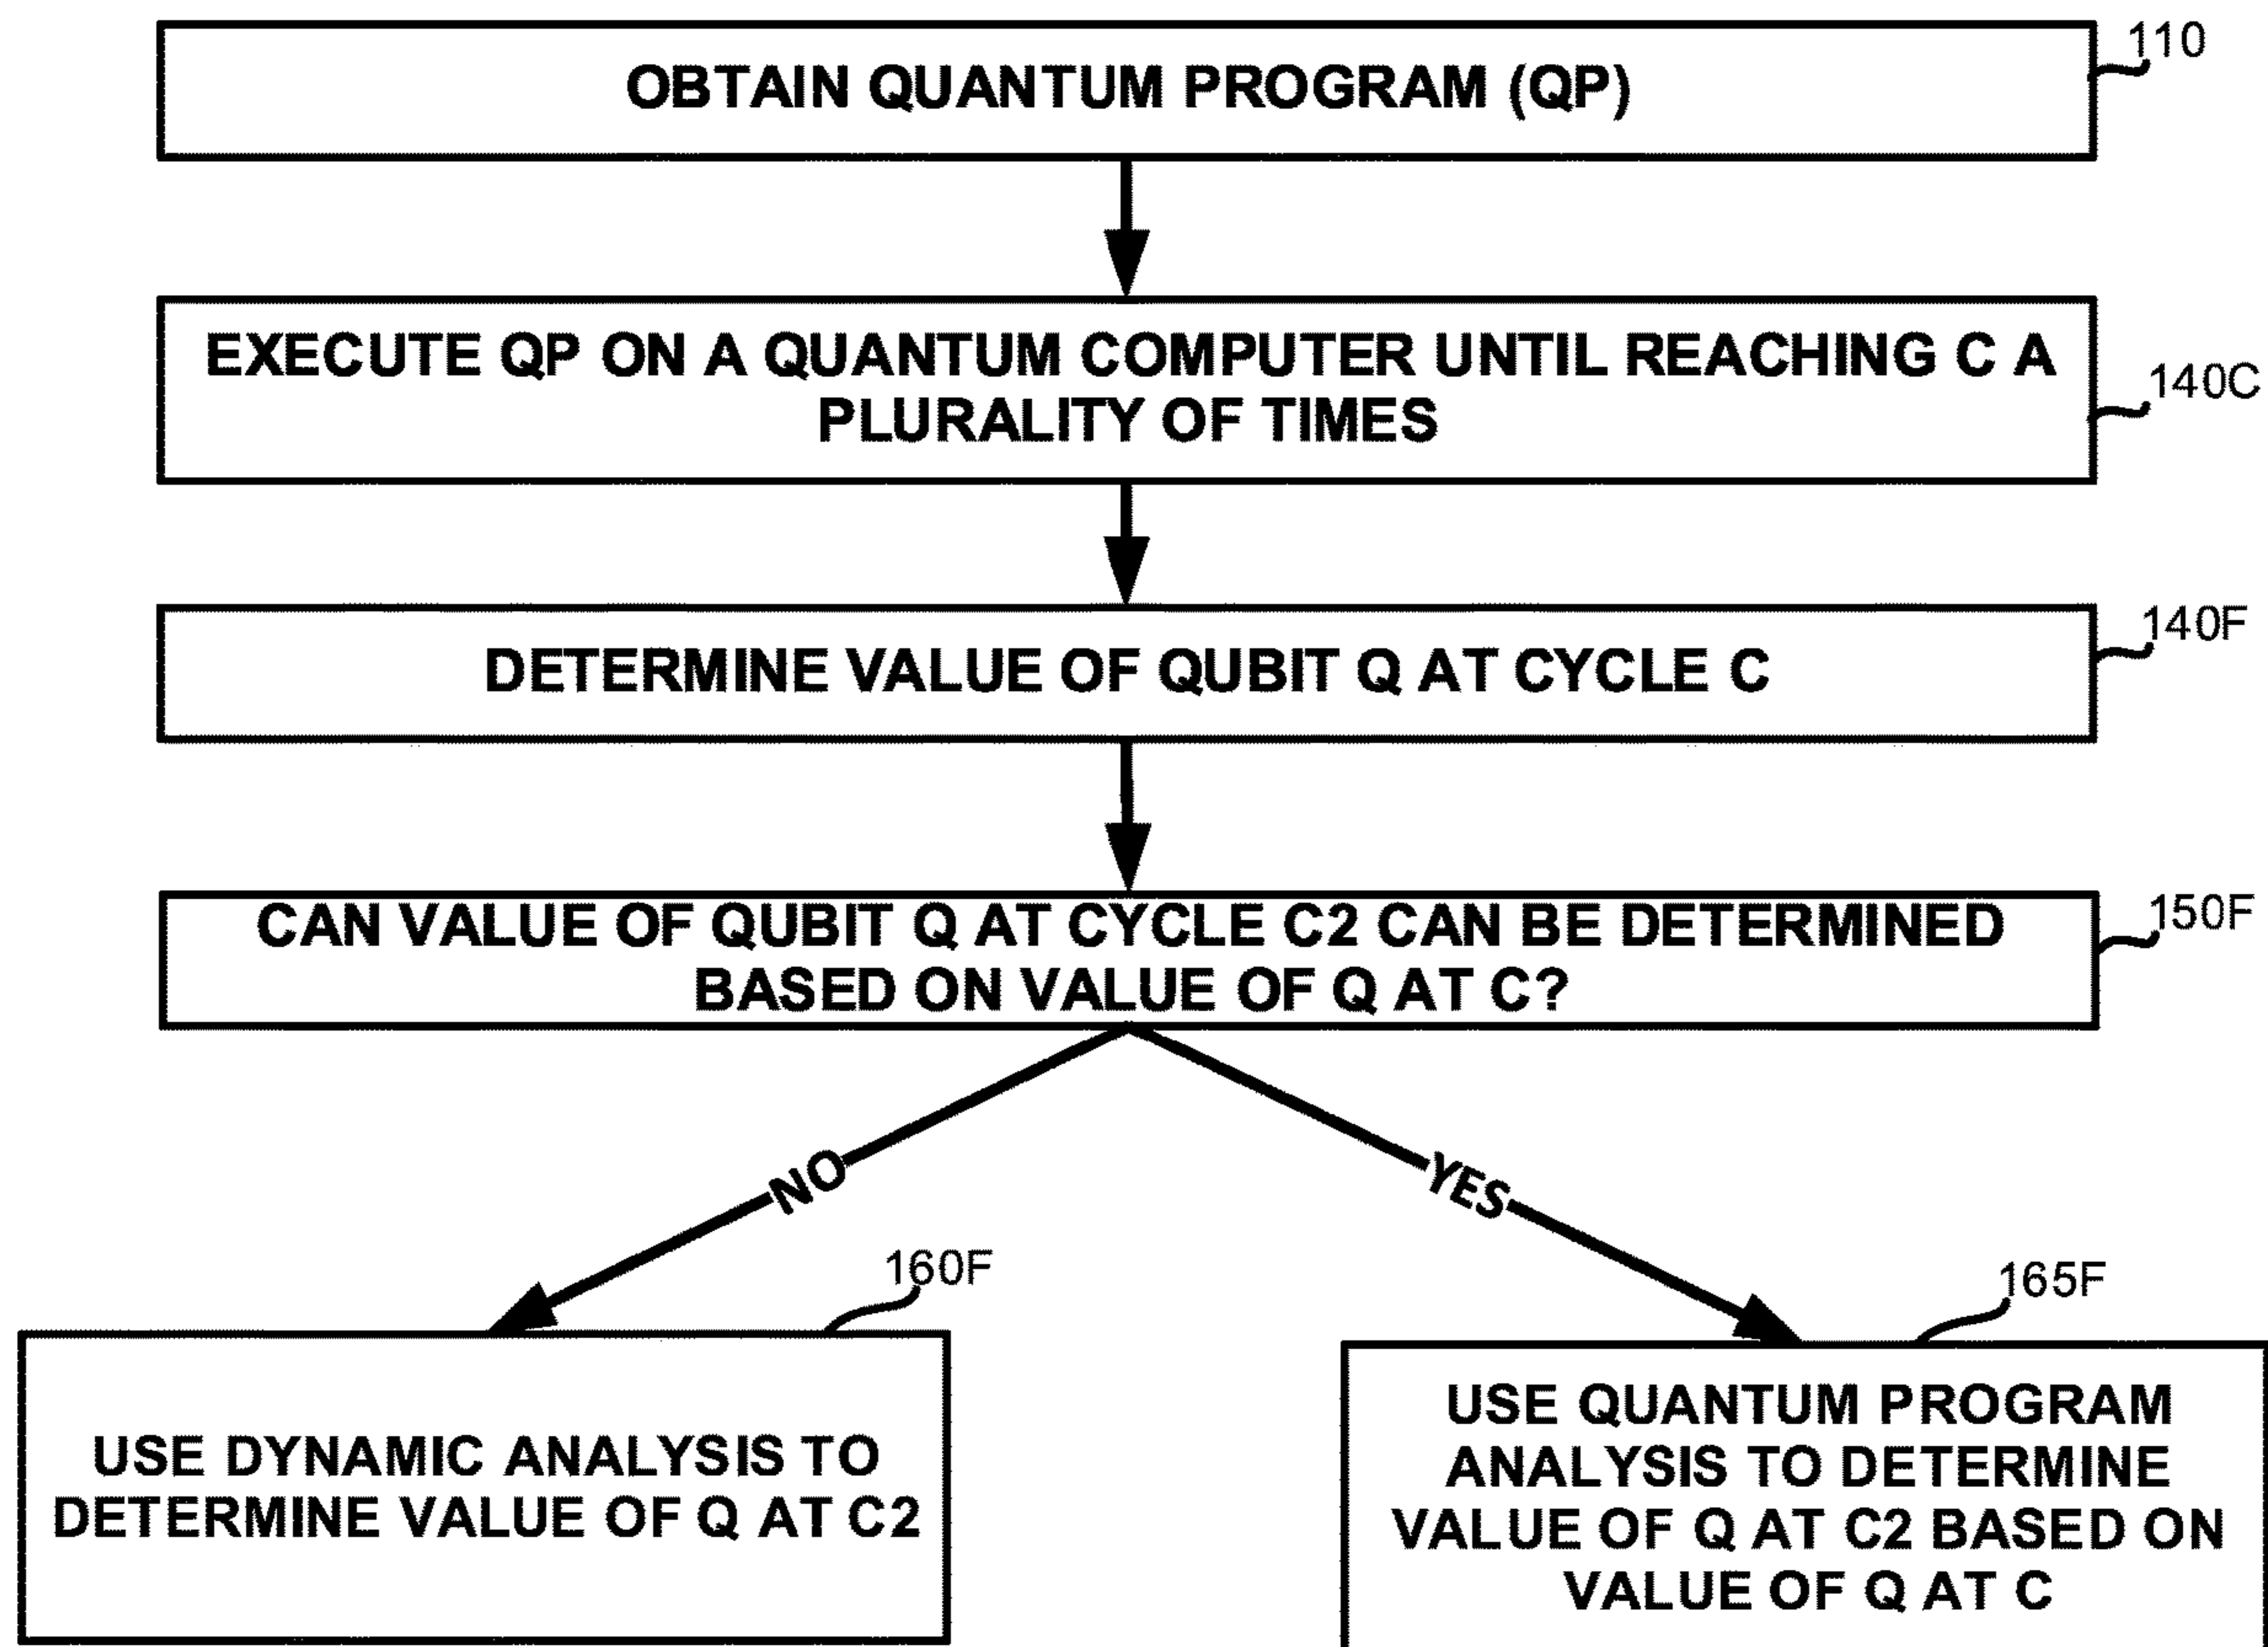 OBTAIN QUANTUM PROGRAM (QP)
110
EXECUTE QP ON A QUANTUM COMPUTER UNTIL REACHING C A
PLURALITY OF TIMES
140C
DETERMINE VALUE OF QUBIT Q AT CYCLE C
140F
CAN VALUE OF QUBIT Q AT CYCLE C2 CAN BE DETERMINED
BASED ON VALUE OF Q AT C?
150F
NO
YES
160F
USE DYNAMIC ANALYSIS TO
DETERMINE VALUE OF Q AT C2
165F
USE QUANTUM PROGRAM
ANALYSIS TO DETERMINE
VALUE OF Q AT C2 BASED ON
VALUE OF Q AT C